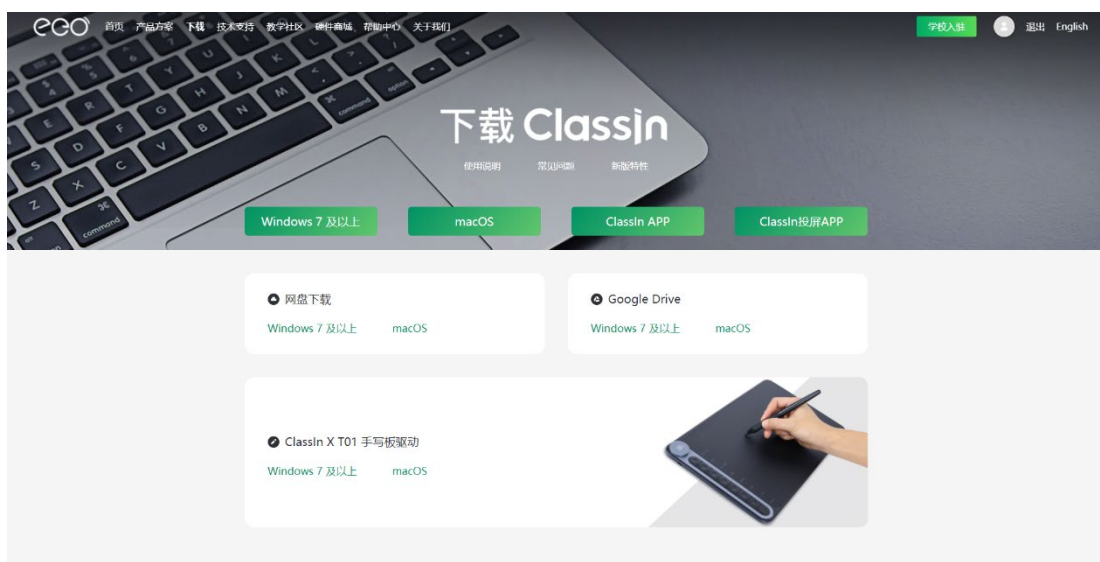 eeo 首页 产品方案 下载 技术支持 教学社区 硬件商城 帮助中心 关于我们 学校入驻 退出 English
下载 ClassIn
使用说明 常见问题 新版特性
Windows 7 及以上 macOS ClassIn APP ClassIn投屏APP
网盘下载 Google Drive
Windows 7 及以上 macOS Windows 7 及以上 macOS
ClassIn X T01 手写板驱动
Windows 7 及以上 macOS